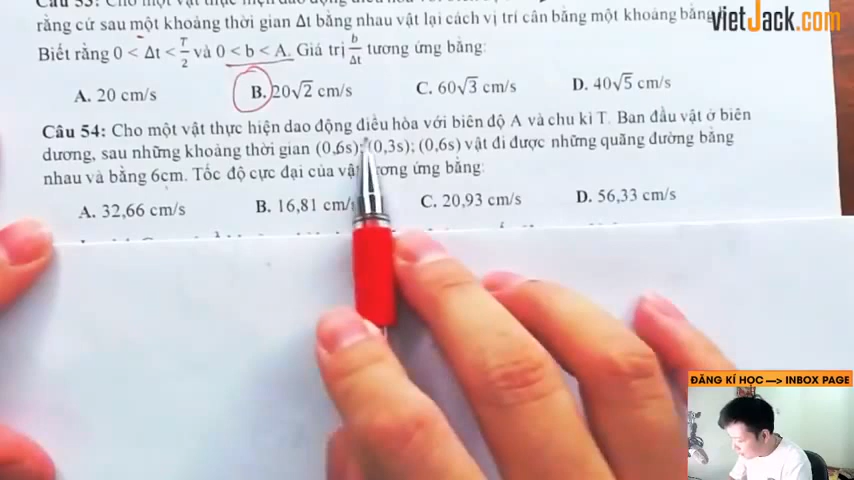 vietJack.com
rằng cứ sau một khoảng thời gian Δt bằng nhau vật lại cách vị trí cân bằng một khoảng bằng
Biết rằng 0 < Δt < T/2 và 0 < b < A. Giá trị b/Δt tương ứng bằng:
A. 20 cm/s B. 20√2 cm/s C. 60√3 cm/s D. 40√5 cm/s
Câu 54: Cho một vật thực hiện dao động điều hòa với biên độ A và chu kì T. Ban đầu vật ở biên
dương, sau những khoảng thời gian (0,6s); (0,3s); (0,6s) vật đi được những quãng đường bằng
nhau và bằng 6cm. Tốc độ cực đại của vật ương ứng bằng:
A. 32,66 cm/s B. 16,81 cm/ C. 20,93 cm/s D. 56,33 cm/s
ĐĂNG KÍ HỌC —> INBOX PAGE